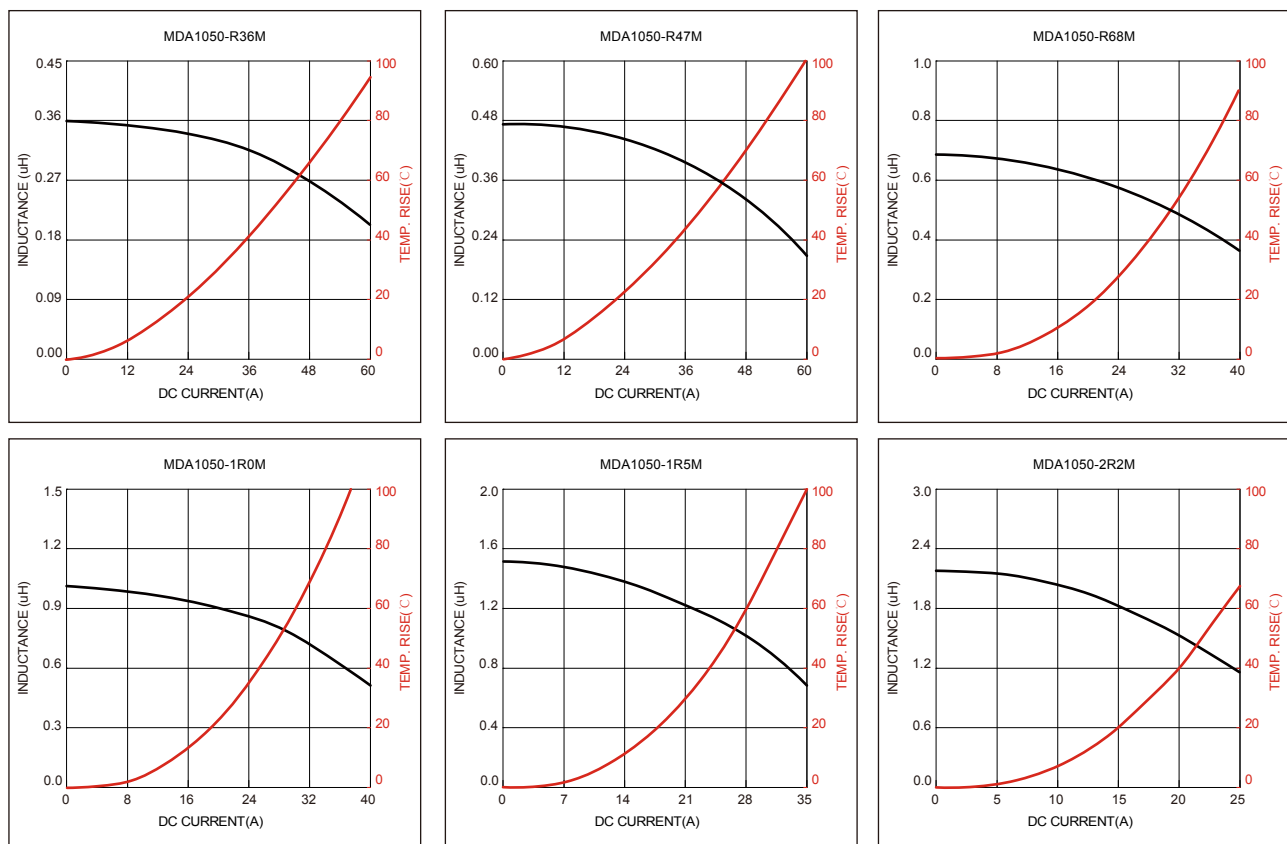 MDA1050-R36M
INDUCTANCE (uH)
0.45
0.36
0.27
0.18
0.09
0.00
100
80
60
40
20
0
TEMP. RISE(℃)
0 12 24 36 48 60
DC CURRENT(A)
MDA1050-R47M
INDUCTANCE (uH)
0.60
0.48
0.36
0.24
0.12
0.00
100
80
60
40
20
0
TEMP. RISE(℃)
0 12 24 36 48 60
DC CURRENT(A)
MDA1050-R68M
INDUCTANCE (uH)
1.0
0.8
0.6
0.4
0.2
0.0
100
80
60
40
20
0
TEMP. RISE(℃)
0 8 16 24 32 40
DC CURRENT(A)
MDA1050-1R0M
INDUCTANCE (uH)
1.5
1.2
0.9
0.6
0.3
0.0
100
80
60
40
20
0
TEMP. RISE(℃)
0 8 16 24 32 40
DC CURRENT(A)
MDA1050-1R5M
INDUCTANCE (uH)
2.0
1.6
1.2
0.8
0.4
0.0
100
80
60
40
20
0
TEMP. RISE(℃)
0 7 14 21 28 35
DC CURRENT(A)
MDA1050-2R2M
INDUCTANCE (uH)
3.0
2.4
1.8
1.2
0.6
0.0
100
80
60
40
20
0
TEMP. RISE(℃)
0 5 10 15 20 25
DC CURRENT(A)